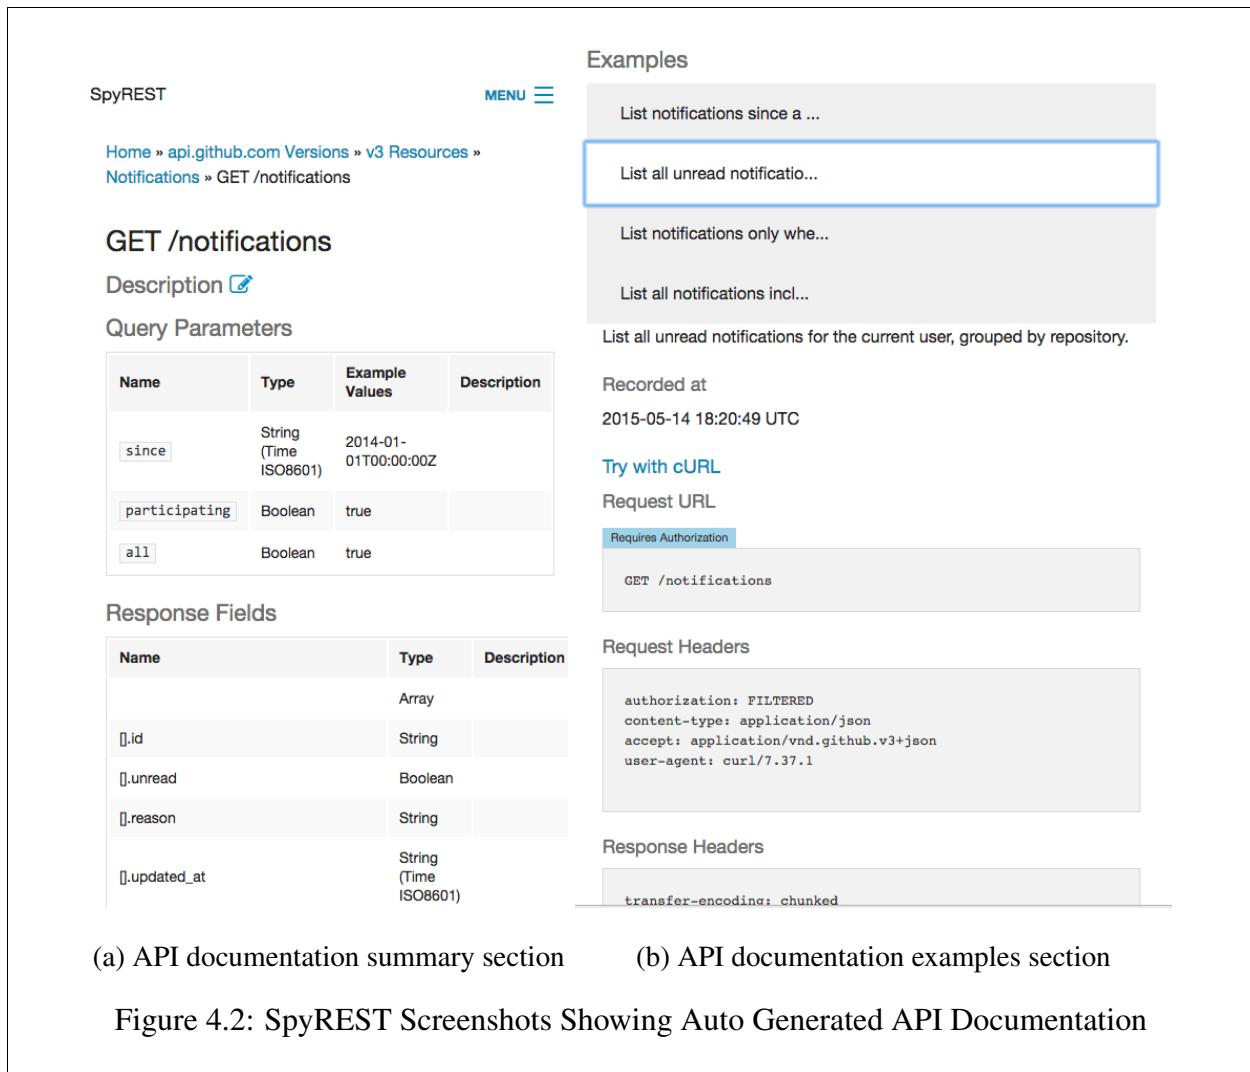 SpyREST
MENU
Home » api.github.com Versions » v3 Resources »
Notifications » GET /notifications
GET /notifications
Description
Query Parameters
Name Type Example Values Description
since String (Time ISO8601) 2014-01-01T00:00:00Z
participating Boolean true
all Boolean true
Response Fields
Name Type Description
Array
[].id String
[].unread Boolean
[].reason String
[].updated_at String (Time ISO8601)
(a) API documentation summary section
Examples
List notifications since a ...
List all unread notificatio...
List notifications only whe...
List all notifications incl...
List all unread notifications for the current user, grouped by repository.
Recorded at
2015-05-14 18:20:49 UTC
Try with cURL
Request URL
Requires Authorization
GET /notifications
Request Headers
authorization: FILTERED
content-type: application/json
accept: application/vnd.github.v3+json
user-agent: curl/7.37.1
Response Headers
transfer-encoding: chunked
(b) API documentation examples section
Figure 4.2: SpyREST Screenshots Showing Auto Generated API Documentation